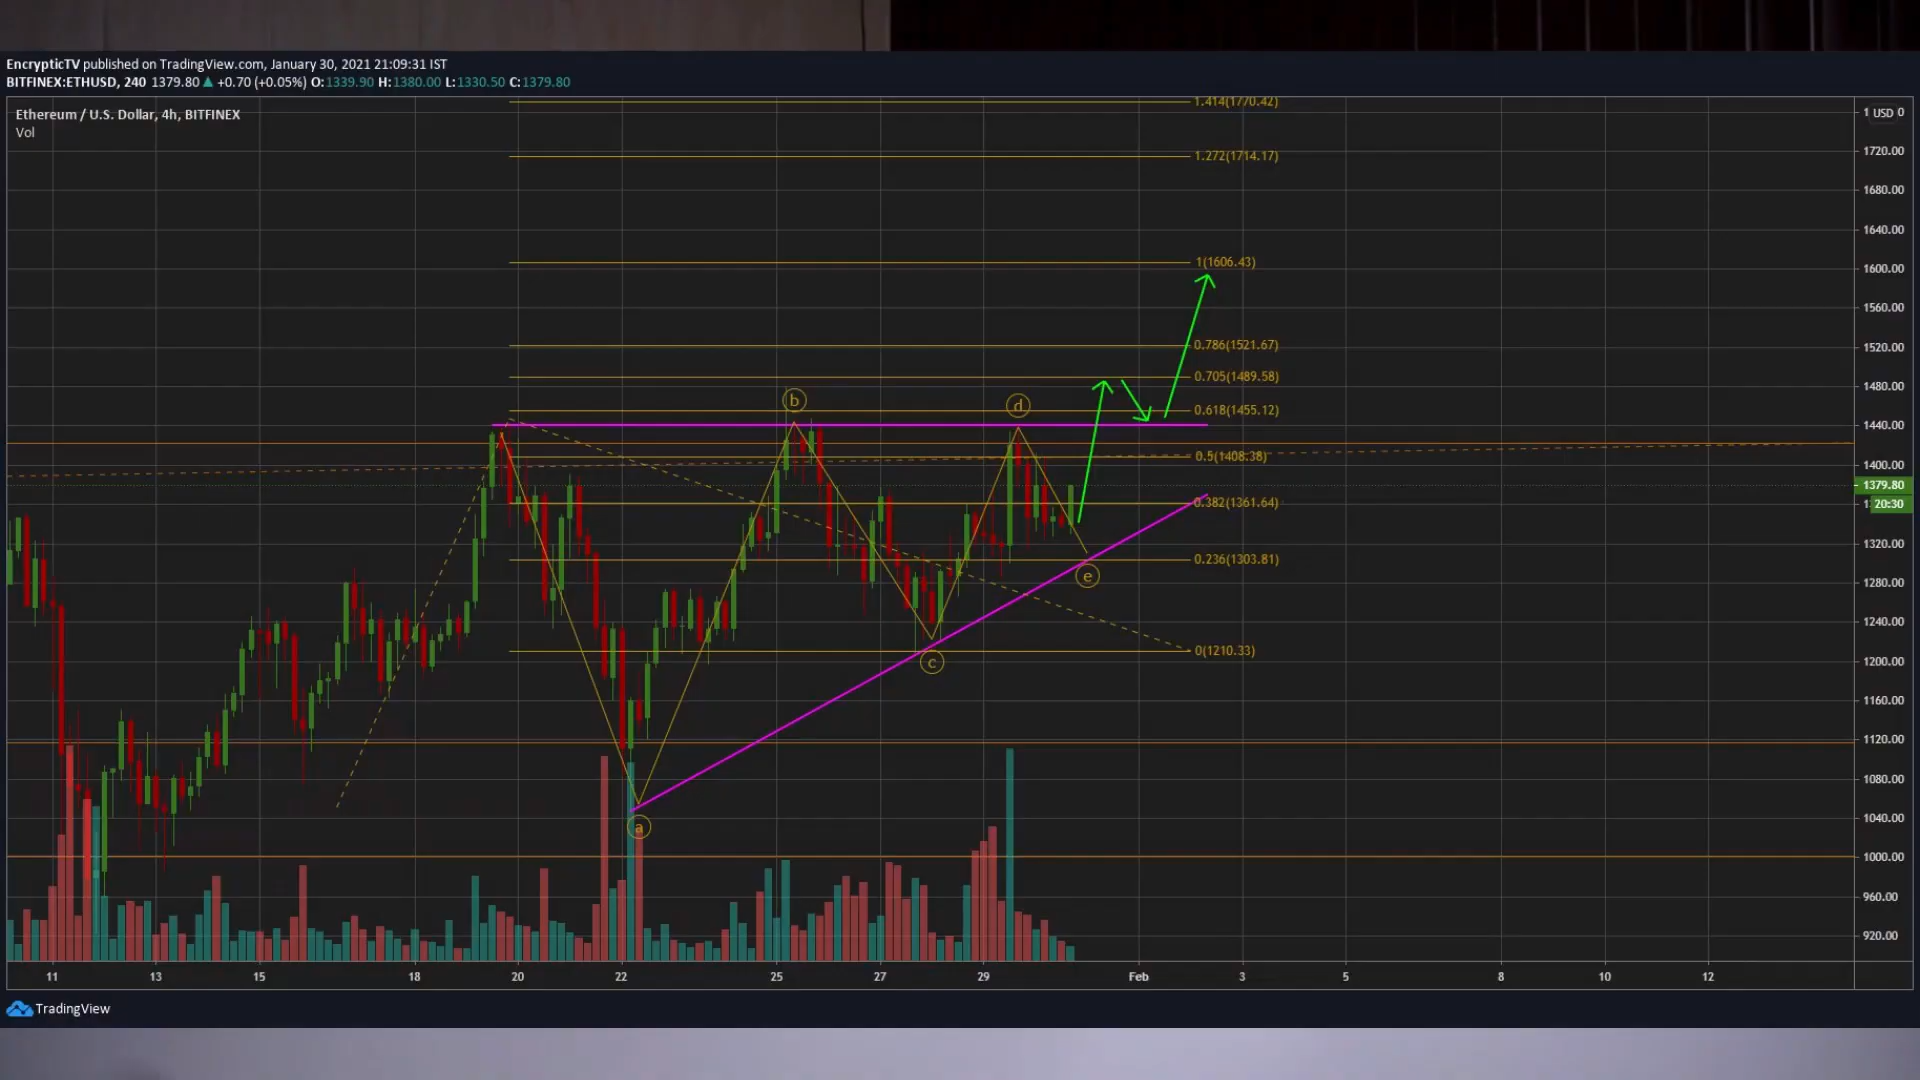 EncrypticTV published on TradingView.com, January 30, 2021 21:09:31 IST
BITFINEX:ETHUSD, 240 1379.80 ▲ +0.70 (+0.05%) O:1339.90 H:1380.00 L:1330.50 C:1379.80
Ethereum / U.S. Dollar, 4h, BITFINEX
Vol
1.414(1770.42)
1.272(1714.17)
1(1606.43)
0.786(1521.67)
0.705(1489.58)
0.618(1455.12)
0.5(1408.38)
0.382(1361.64)
0.236(1303.81)
0(1210.33)
b
d
e
c
a
USD
1720.00
1680.00
1640.00
1600.00
1560.00
1520.00
1480.00
1440.00
1400.00
1379.80
20:30
1320.00
1280.00
1240.00
1200.00
1160.00
1120.00
1080.00
1040.00
1000.00
960.00
920.00
11 13 15 18 20 22 25 27 29 Feb 3 5 8 10 12
TradingView